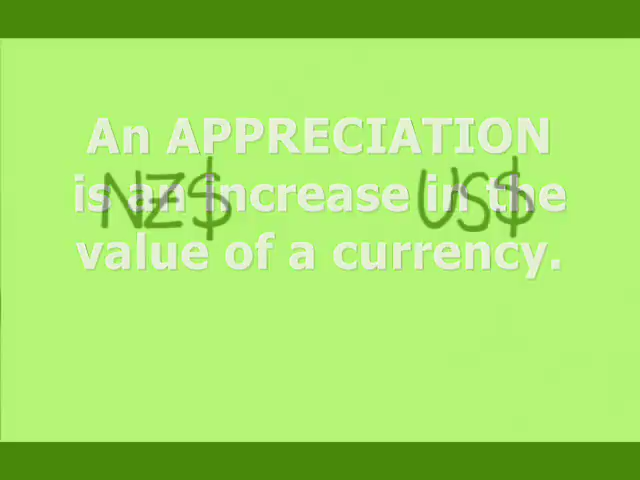 An APPRECIATION
is an increase in the
NZ$ US$
value of a currency.